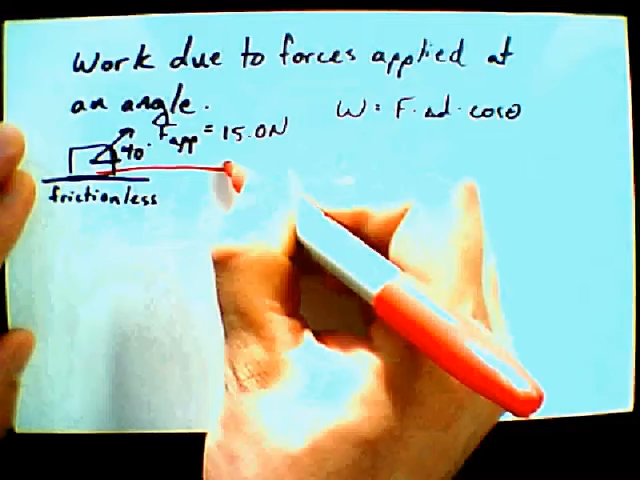 Work due to forces applied at
an angle. W = F · Δd · cosθ
40° Fapp = 15.0N
frictionless